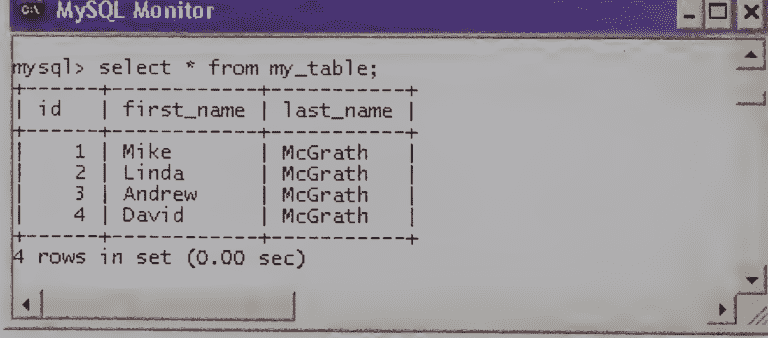 MySQL Monitor
mysql> select * from my_table;
+------+------------+-----------+
| id | first_name | last_name |
+------+------------+-----------+
| 1 | Mike | McGrath |
| 2 | Linda | McGrath |
| 3 | Andrew | McGrath |
| 4 | David | McGrath |
+------+------------+-----------+
4 rows in set (0.00 sec)